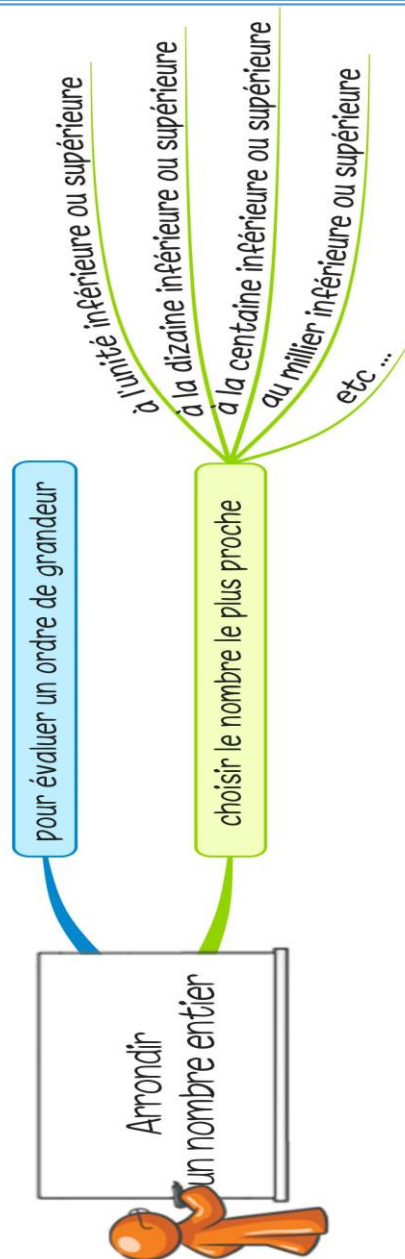 Arrondir
un nombre entier
pour évaluer un ordre de grandeur
choisir le nombre le plus proche
à l'unité inférieure ou supérieure
à la dizaine inférieure ou supérieure
à la centaine inférieure ou supérieure
au millier inférieure ou supérieure
etc ...